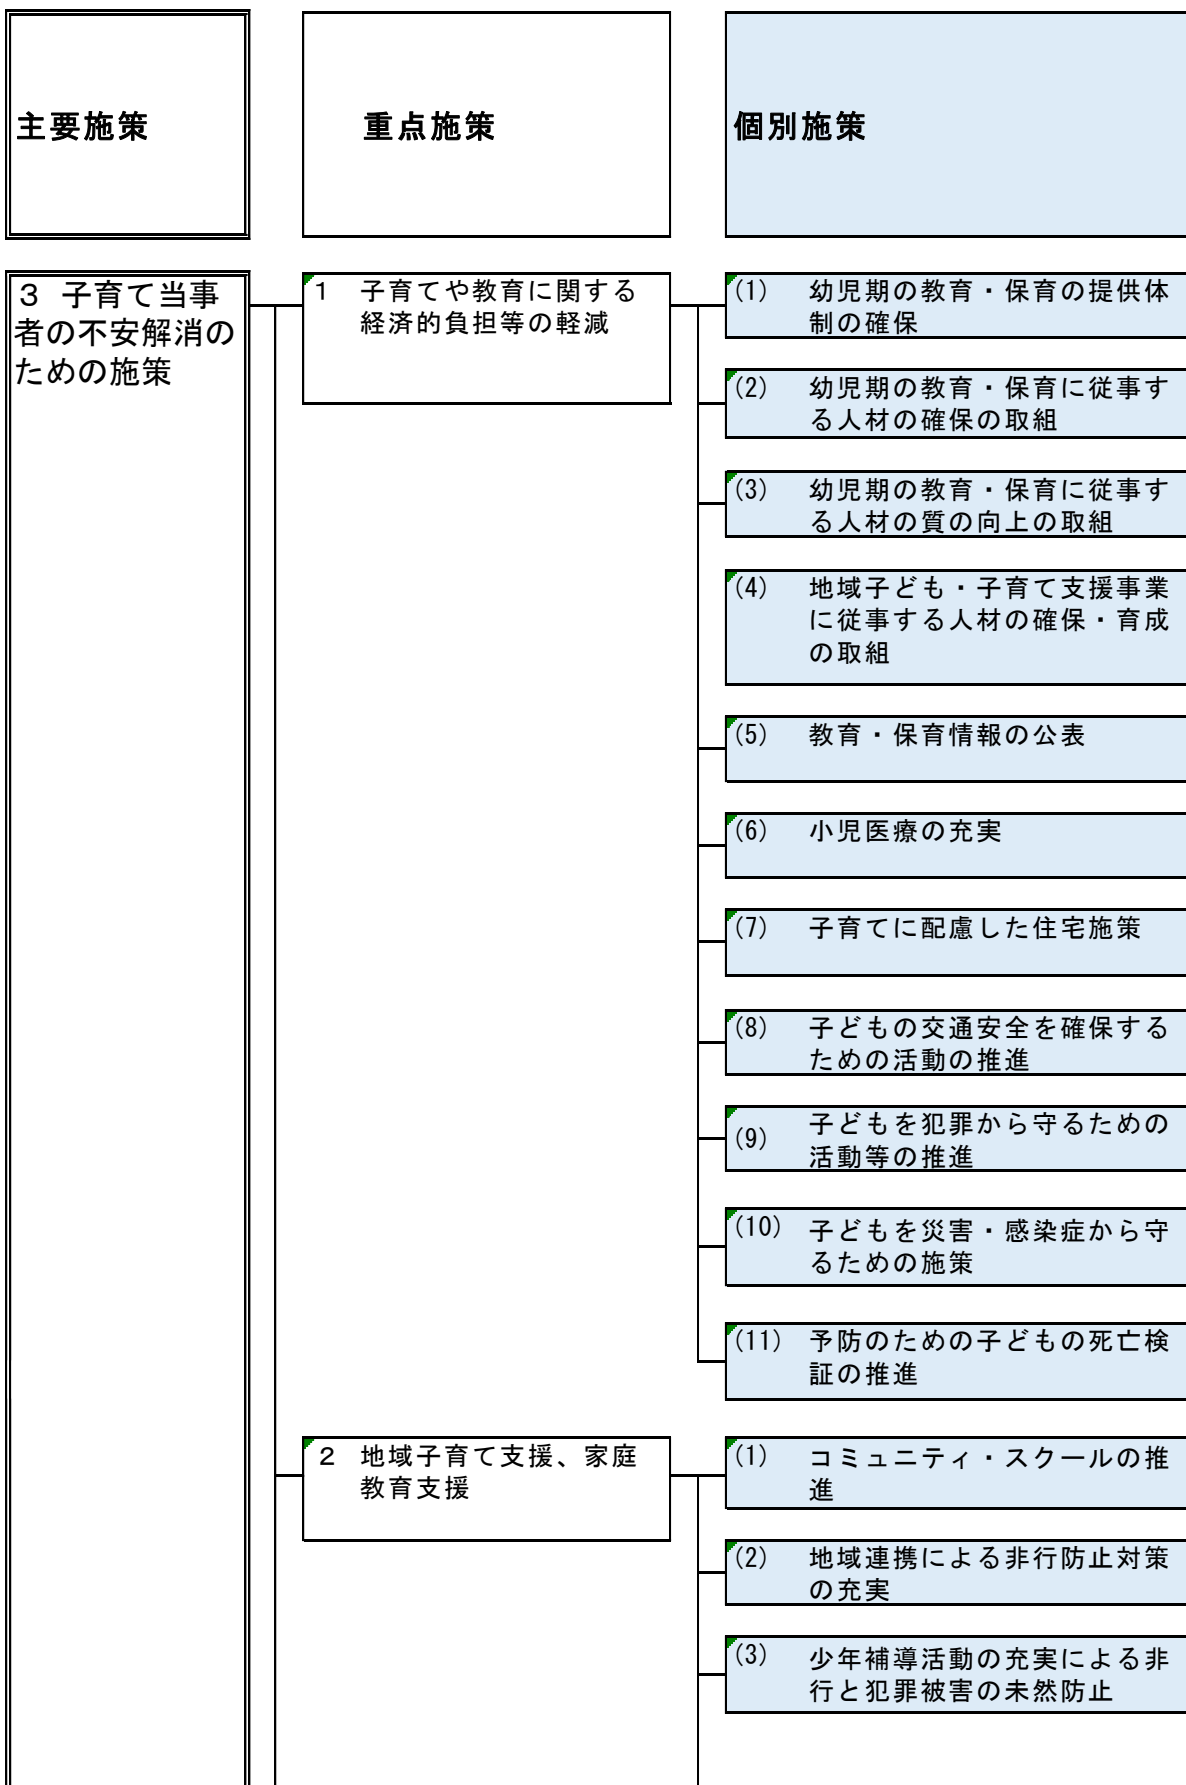 主要施策
重点施策
個別施策
３ 子育て当事
者の不安解消の
ための施策
1 子育てや教育に関する
経済的負担等の軽減
(1) 幼児期の教育・保育の提供体
制の確保
(2) 幼児期の教育・保育に従事す
る人材の確保の取組
(3) 幼児期の教育・保育に従事す
る人材の質の向上の取組
(4) 地域子ども・子育て支援事業
に従事する人材の確保・育成
の取組
(5) 教育・保育情報の公表
(6) 小児医療の充実
(7) 子育てに配慮した住宅施策
(8) 子どもの交通安全を確保する
ための活動の推進
(9) 子どもを犯罪から守るための
活動等の推進
(10) 子どもを災害・感染症から守
るための施策
(11) 予防のための子どもの死亡検
証の推進
２ 地域子育て支援、家庭
教育支援
(1) コミュニティ・スクールの推
進
(2) 地域連携による非行防止対策
の充実
(3) 少年補導活動の充実による非
行と犯罪被害の未然防止